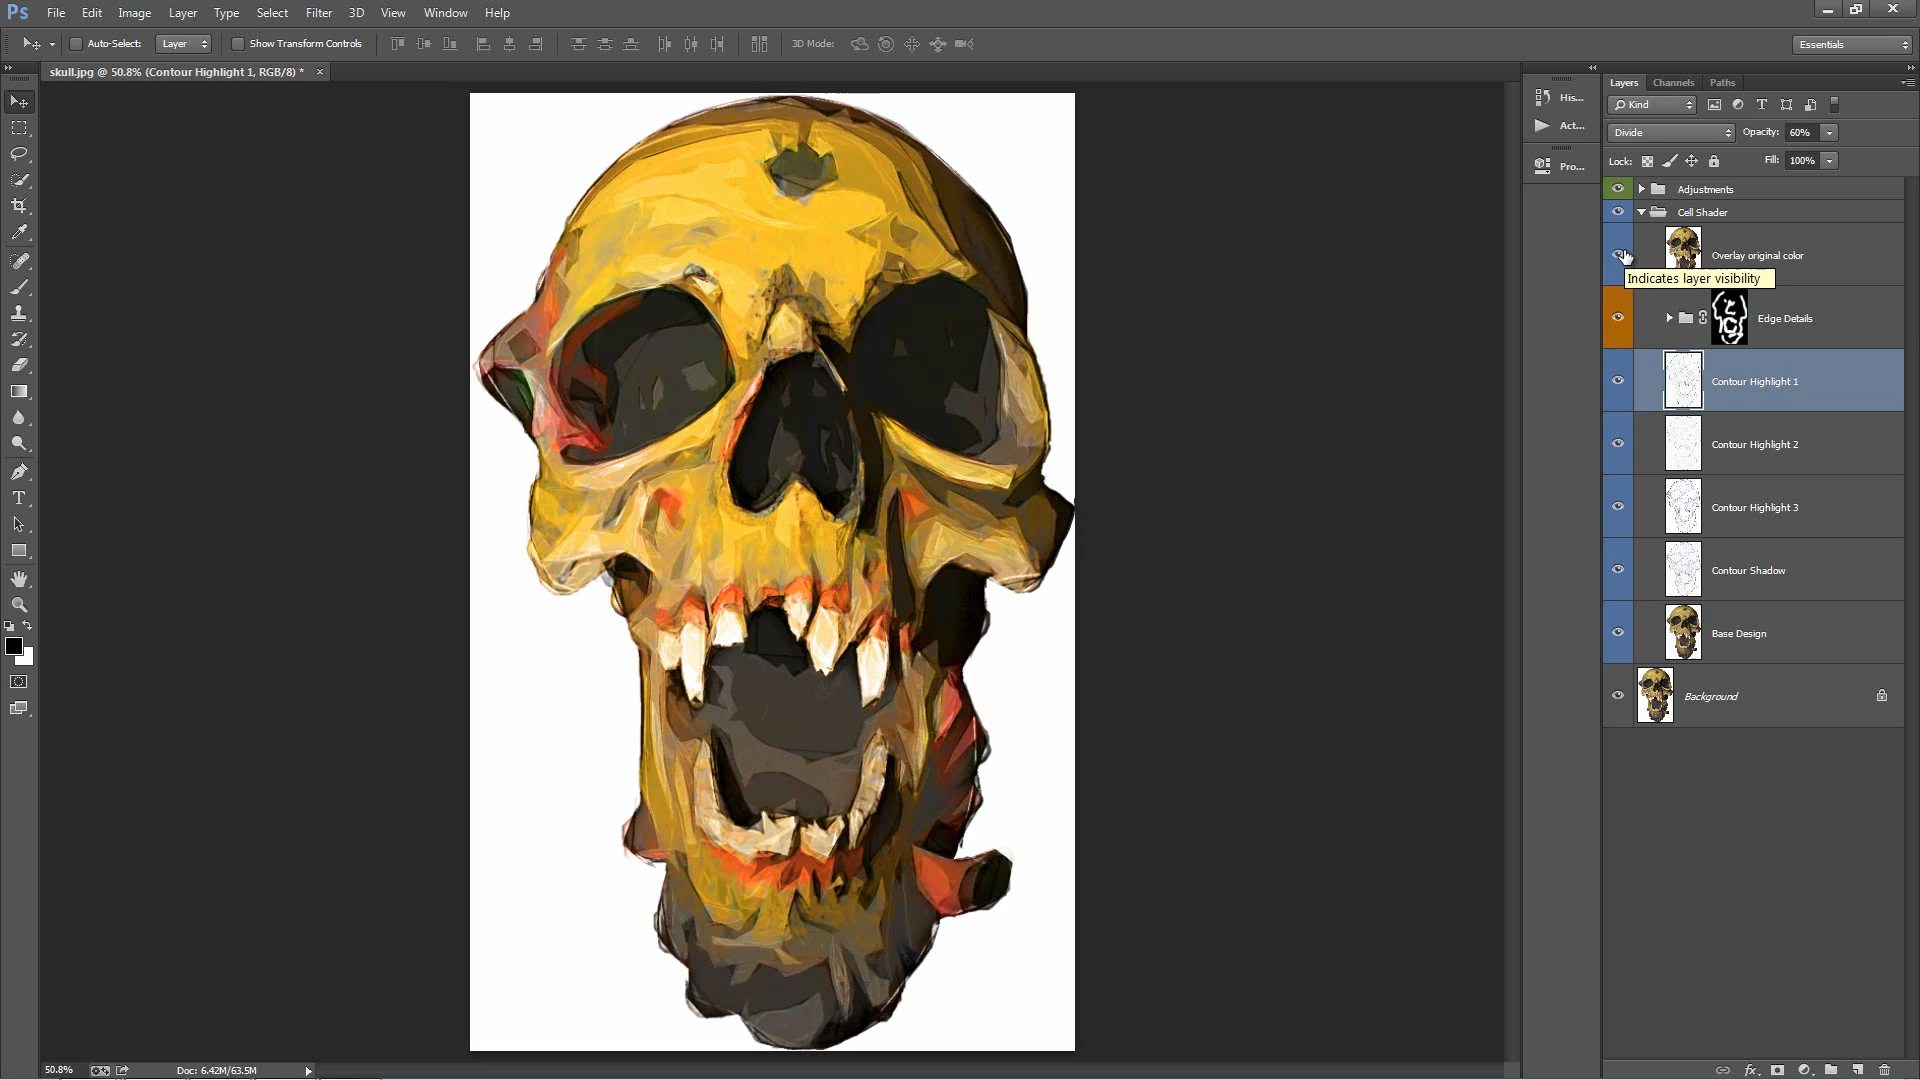 Ps File Edit Image Layer Type Select Filter 3D View Window Help
Auto-Select: Layer Show Transform Controls 3D Mode: Essentials
skull.jpg @ 50.8% (Contour Highlight 1, RGB/8) * ×
His...
Act...
Pro...
Layers Channels Paths
Kind
Divide Opacity: 60%
Lock: Fill: 100%
Adjustments
Cell Shader
Overlay original color
Indicates layer visibility
Edge Details
Contour Highlight 1
Contour Highlight 2
Contour Highlight 3
Contour Shadow
Base Design
Background
50.8% Doc: 6.42M/63.5M